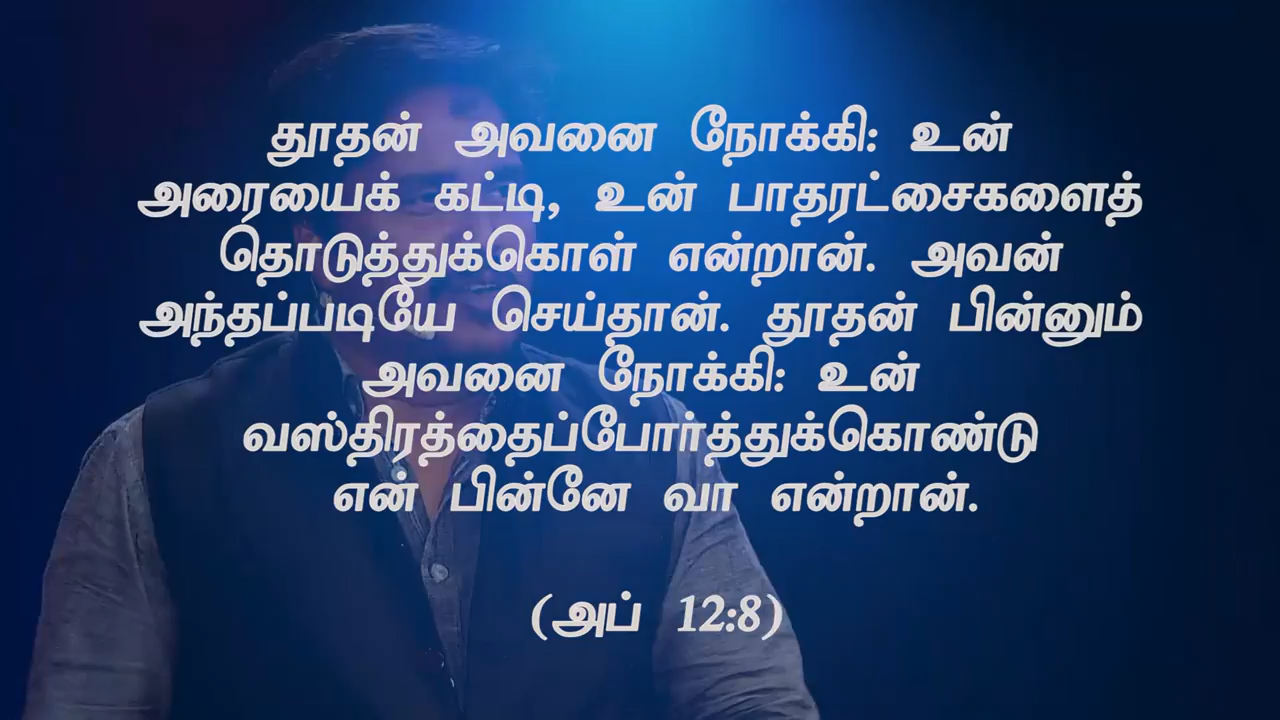 தூதன் அவனை நோக்கி: உன்
அரையைக் கட்டி, உன் பாதரட்சைகளைத்
தொடுத்துக்கொள் என்றான். அவன்
அந்தப்படியே செய்தான். தூதன் பின்னும்
அவனை நோக்கி: உன்
வஸ்திரத்தைப்போர்த்துக்கொண்டு
என் பின்னே வா என்றான்.
(அப் 12:8)